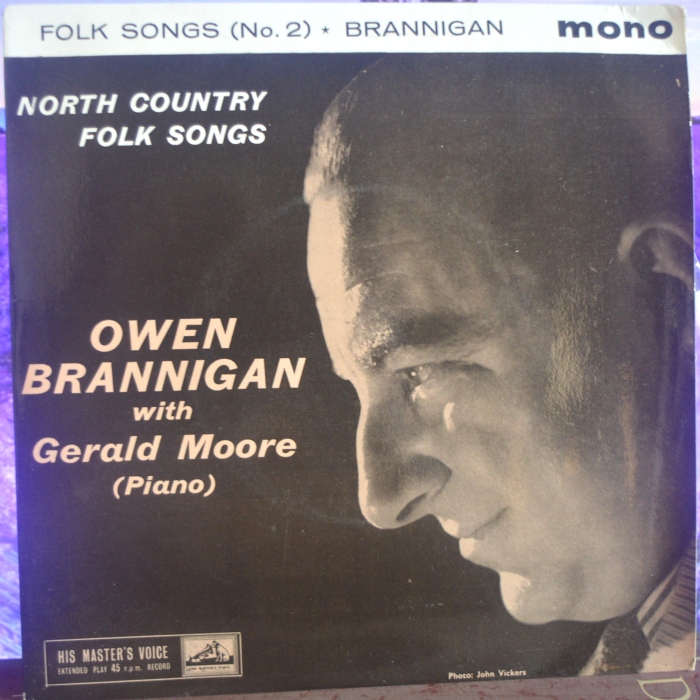 FOLK SONGS (No. 2) ★ BRANNIGAN mono
NORTH COUNTRY
FOLK SONGS
OWEN
BRANNIGAN
with
Gerald Moore
(Piano)
HIS MASTER'S VOICE
EXTENDED PLAY 45 r.p.m. RECORD
Photo: John Vickers